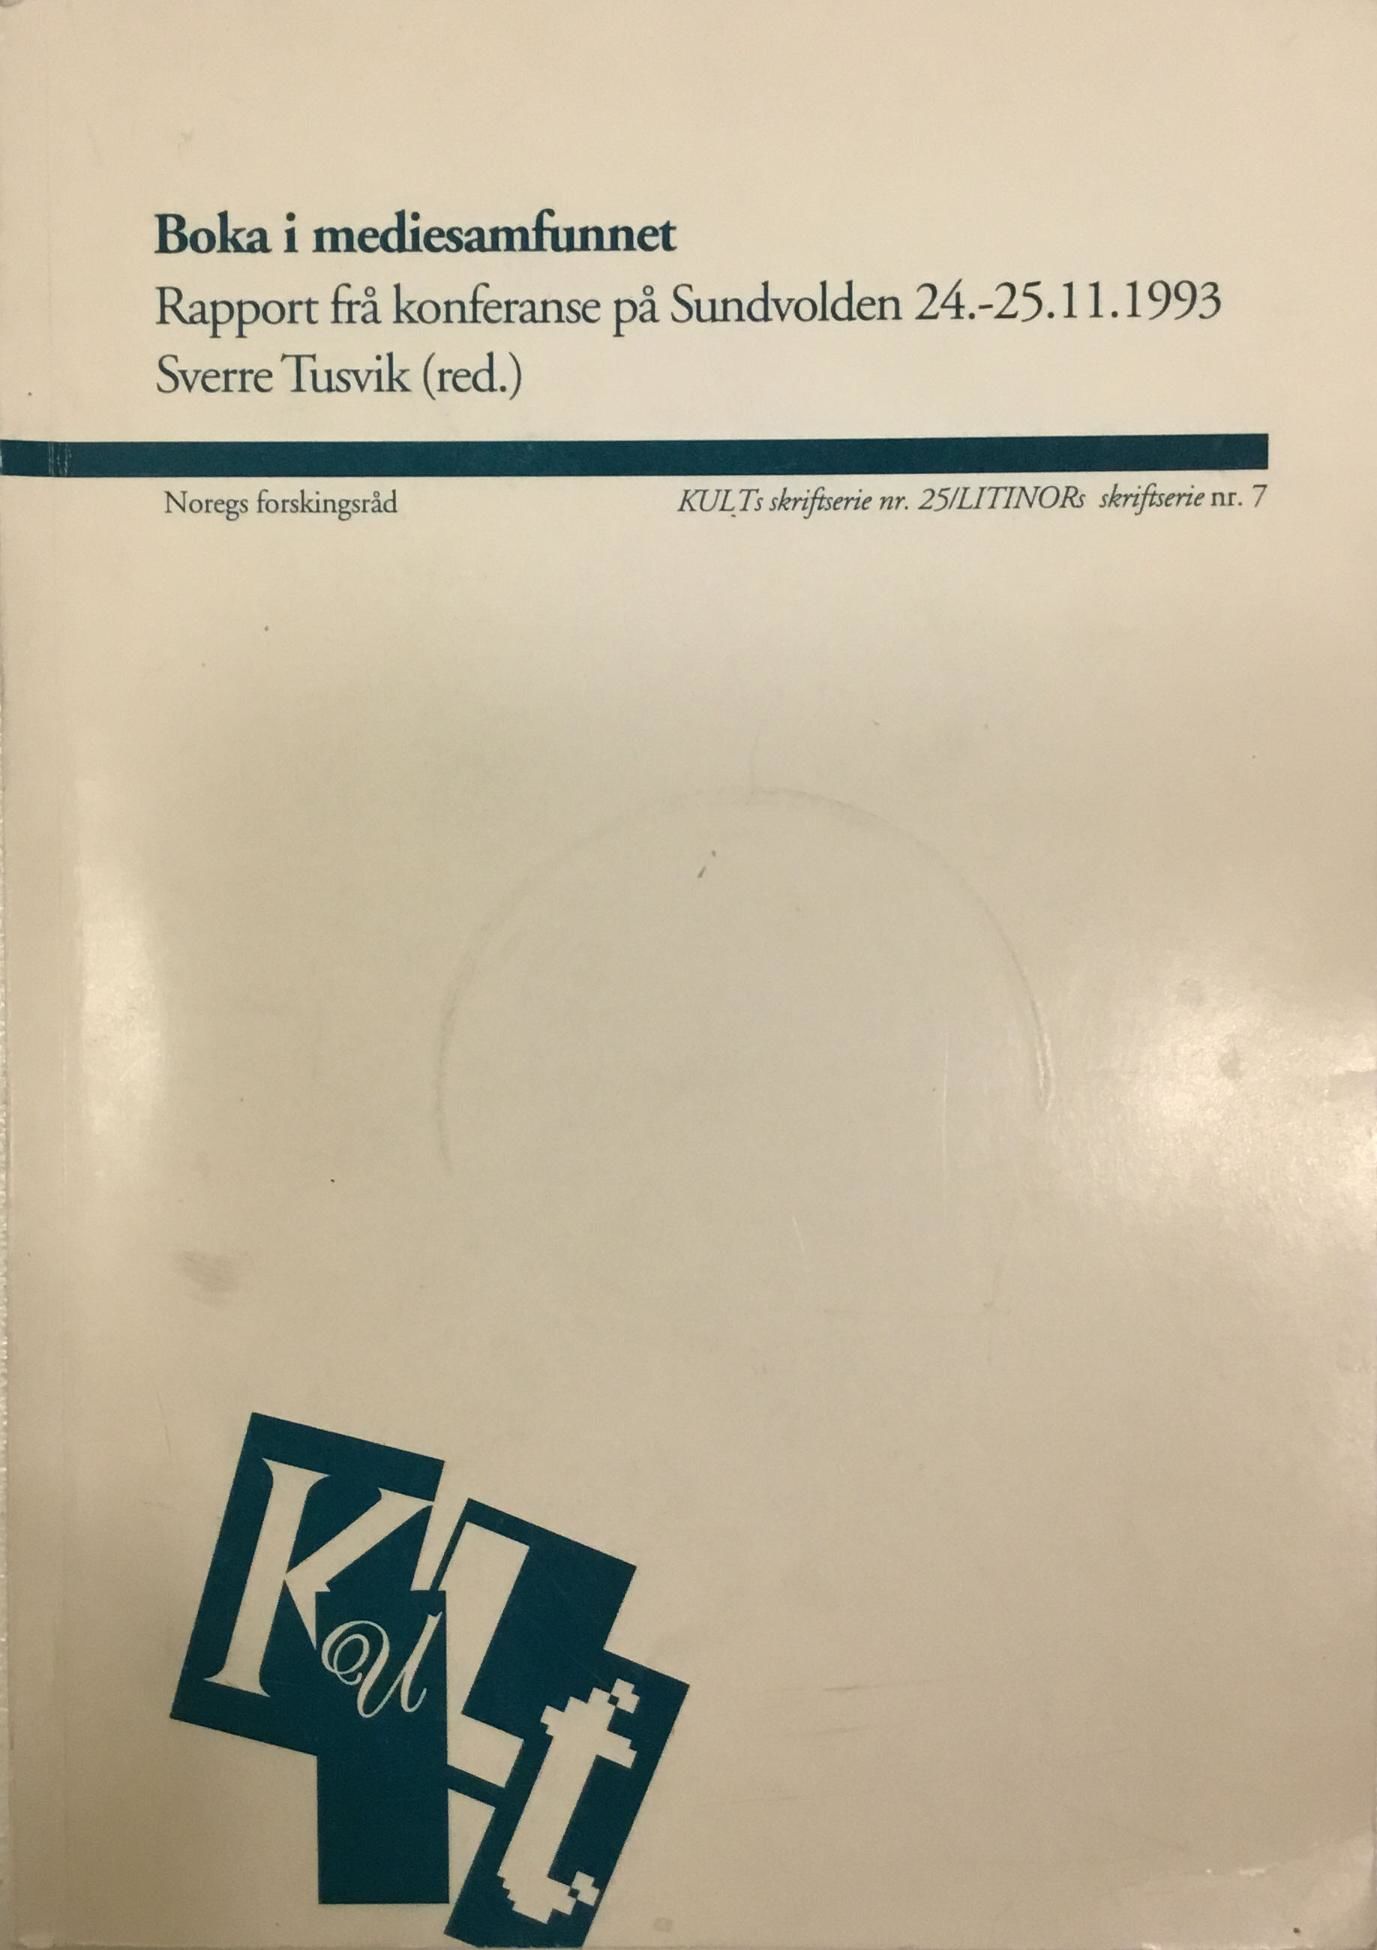 Boka i mediesamfunnet
Rapport frå konferanse på Sundvolden 24.-25.11.1993
Sverre Tusvik (red.)
Noregs forskingsråd
KULTs skriftserie nr. 25/LITINORs skriftserie nr. 7
KULt